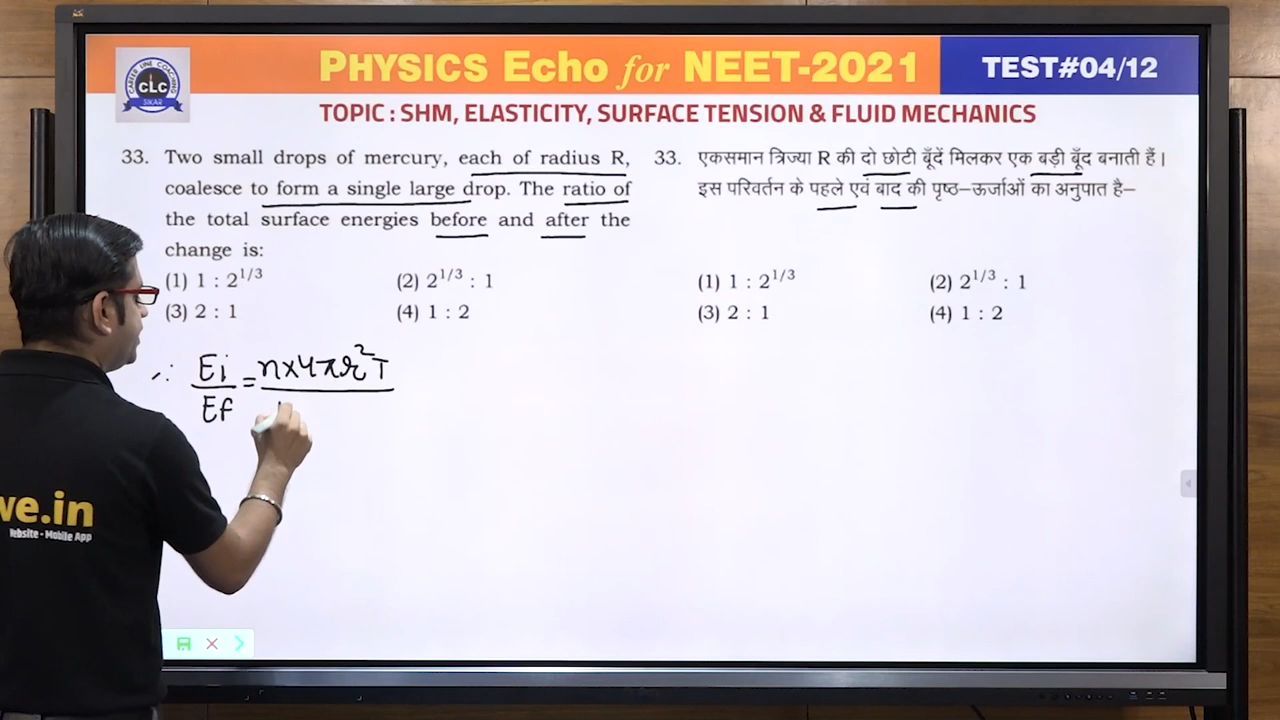 PHYSICS Echo for NEET-2021
TEST#04/12
CAREER LINE COACHING
CLC
SIKAR
TOPIC : SHM, ELASTICITY, SURFACE TENSION & FLUID MECHANICS
33. Two small drops of mercury, each of radius R,
coalesce to form a single large drop. The ratio of
the total surface energies before and after the
change is:
(1) 1 : 2^{1/3} (2) 2^{1/3} : 1
(3) 2 : 1 (4) 1 : 2
33. एकसमान त्रिज्या R की दो छोटी बूँदें मिलकर एक बड़ी बूँद बनाती हैं।
इस परिवर्तन के पहले एवं बाद की पृष्ठ–ऊर्जाओं का अनुपात है–
(1) 1 : 2^{1/3} (2) 2^{1/3} : 1
(3) 2 : 1 (4) 1 : 2
∴ Ei = n×4πr²T
Ef
ve.in
Website - Mobile App